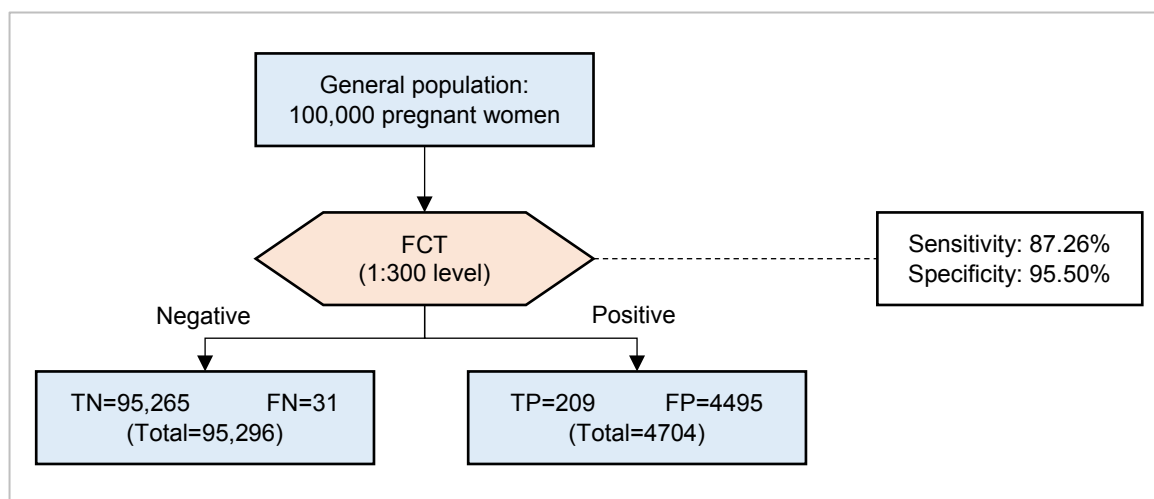 General population:
100,000 pregnant women
FCT
(1:300 level)
Sensitivity: 87.26%
Specificity: 95.50%
Negative
Positive
TN=95,265 FN=31
(Total=95,296)
TP=209 FP=4495
(Total=4704)